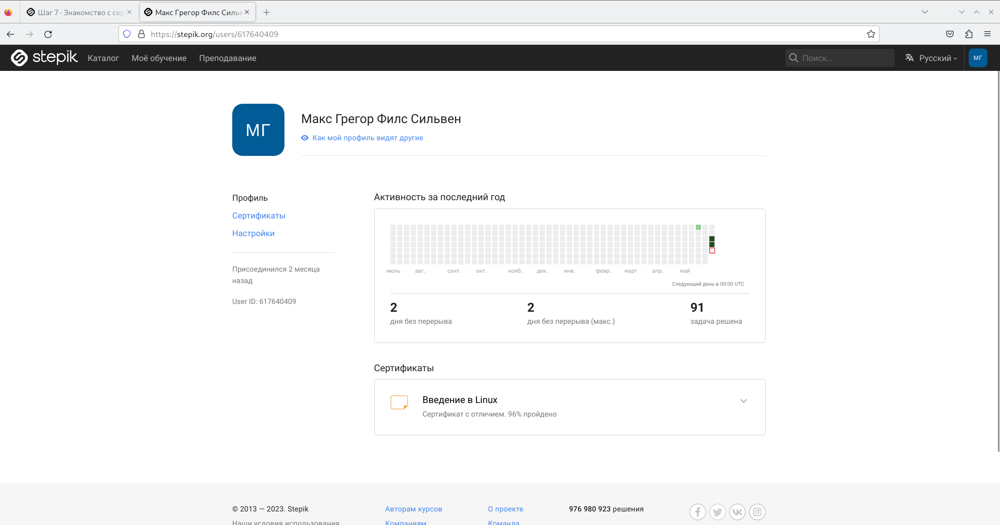 Шаг 7 · Знакомство с сер
Макс Грегор Филс Сильв
https://stepik.org/users/617640409
stepik Каталог Моё обучение Преподавание Поиск... Русский МГ
МГ
Макс Грегор Филс Сильвен
Как мой профиль видят другие
Профиль
Сертификаты
Настройки
Присоединился 2 месяца
назад
User ID: 617640409
Активность за последний год
июль авг. сент. окт. нояб. дек. янв. февр. март апр. май
Следующий день в 00:00 UTC
2 2 91
дня без перерыва дня без перерыва (макс.) задача решена
Сертификаты
Введение в Linux
Сертификат с отличием. 96% пройдено
© 2013 — 2023. Stepik Авторам курсов О проекте 976 980 923 решения
Наши условия использования Компаниям Команда